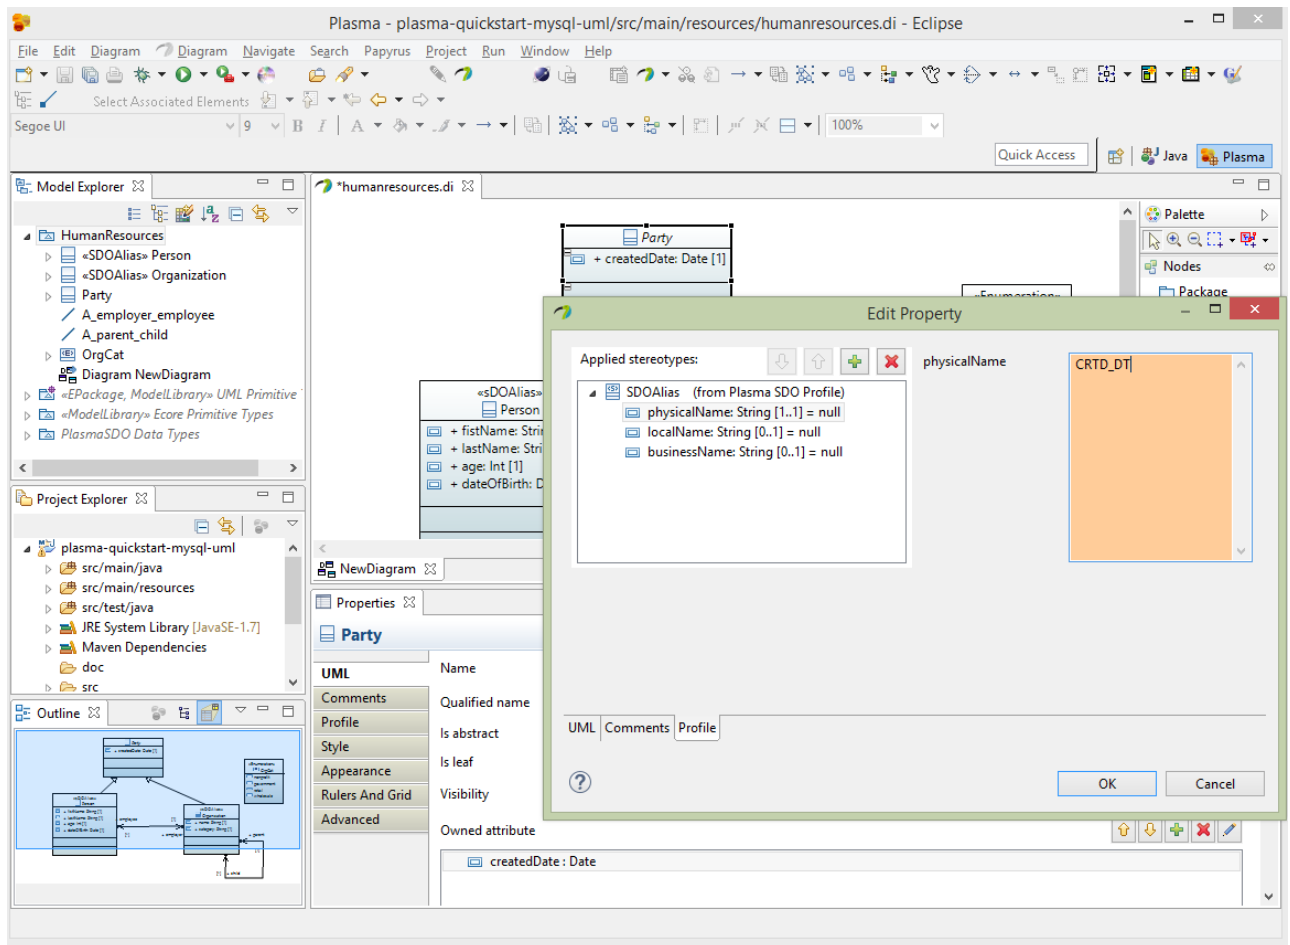 Plasma - plasma-quickstart-mysql-uml/src/main/resources/humanresources.di - Eclipse
File Edit Diagram Diagram Navigate Search Papyrus Project Run Window Help
Select Associated Elements
Segoe UI 9 B I A 100%
Quick Access Java Plasma
Model Explorer
HumanResources
«SDOAlias» Person
«SDOAlias» Organization
Party
A_employer_employee
A_parent_child
OrgCat
Diagram NewDiagram
«EPackage, ModelLibrary» UML Primitive
«ModelLibrary» Ecore Primitive Types
PlasmaSDO Data Types
Project Explorer
plasma-quickstart-mysql-uml
src/main/java
src/main/resources
src/test/java
JRE System Library [JavaSE-1.7]
Maven Dependencies
doc
src
Outline
*humanresources.di
Party
+ createdDate: Date [1]
«Enumeration»
«sDOAlias»
Person
+ fistName: Stri
+ lastName: Stri
+ age: Int [1]
+ dateOfBirth: D
Palette
Nodes
Package
NewDiagram
Properties
Party
UML
Comments
Profile
Style
Appearance
Rulers And Grid
Advanced
Name
Qualified name
Is abstract
Is leaf
Visibility
Owned attribute
createdDate : Date
Edit Property
Applied stereotypes:
SDOAlias (from Plasma SDO Profile)
physicalName: String [1..1] = null
localName: String [0..1] = null
businessName: String [0..1] = null
physicalName
CRTD_DT
UML Comments Profile
OK Cancel